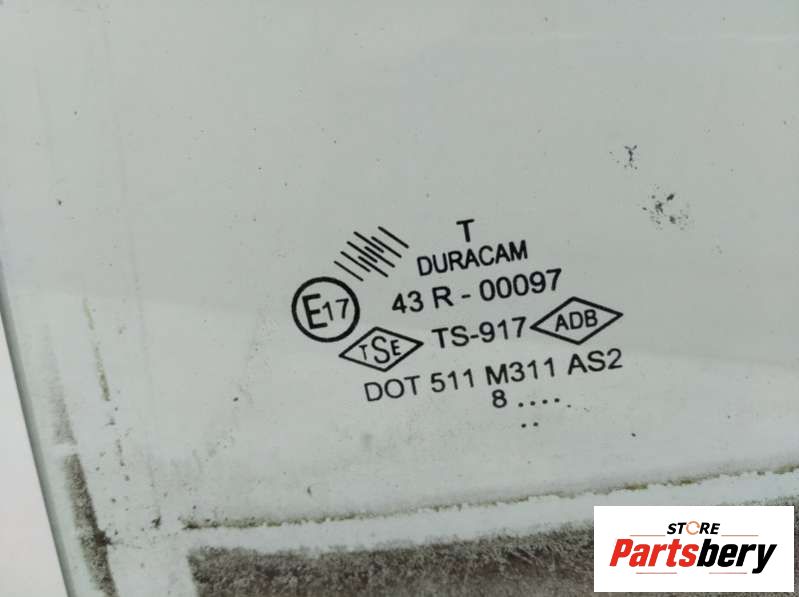 T
DURACAM
E17
43 R - 00097
TSE
TS-917
ADB
DOT 511 M311 AS2
8 ....
..
STORE
Partsbery